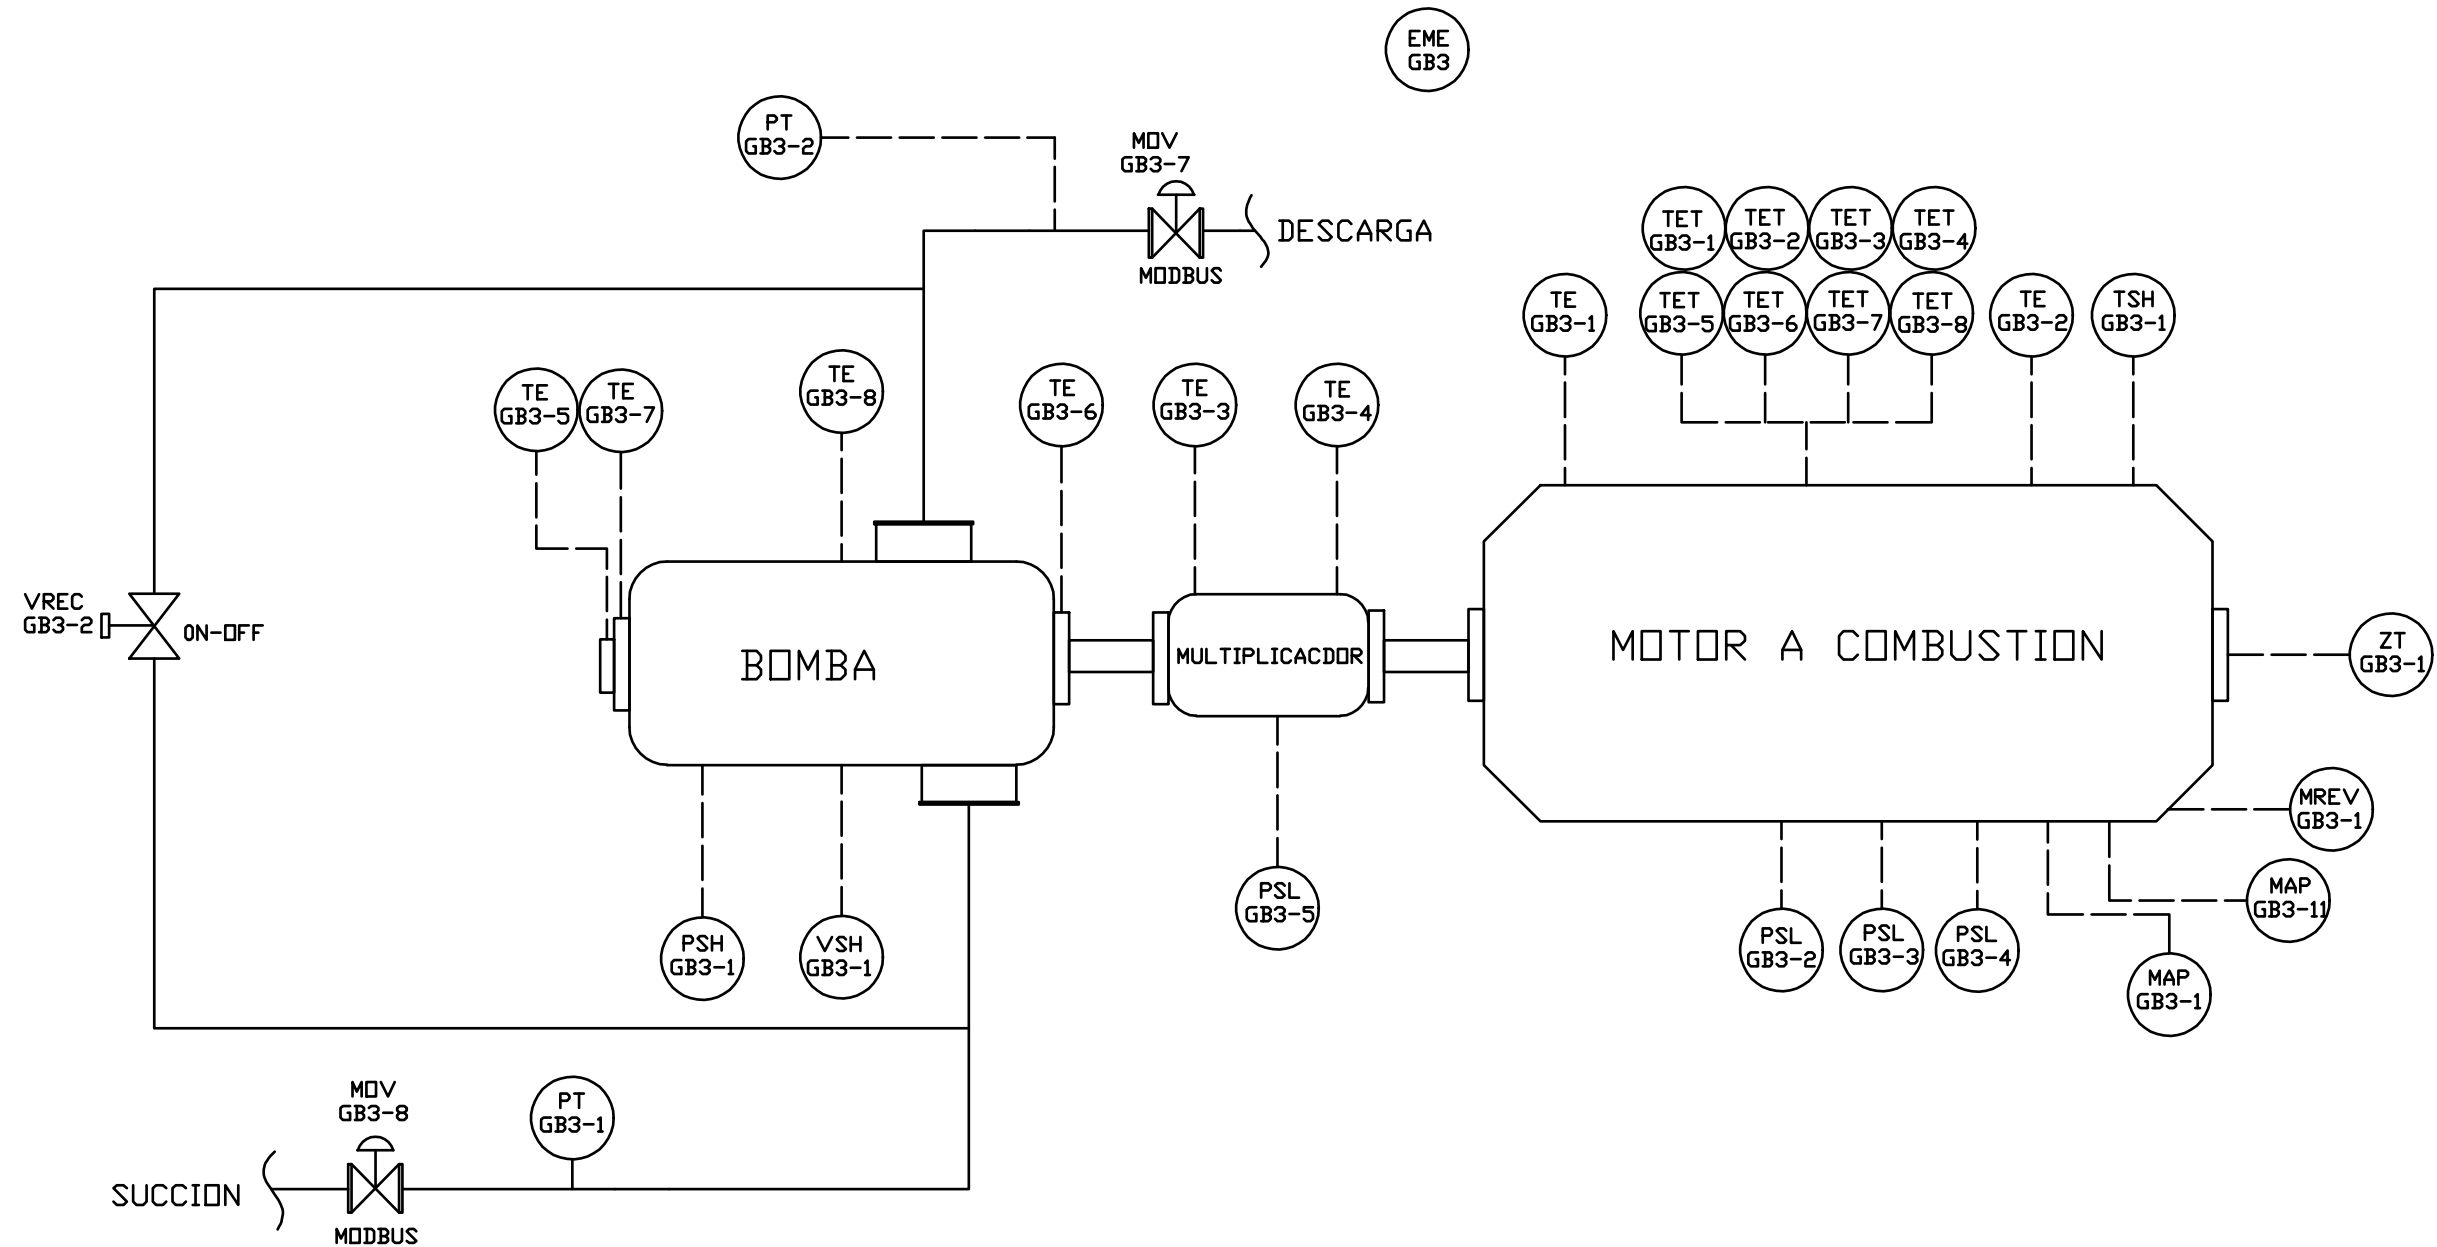 EME
GB3
PT
GB3-2
MOV
GB3-7
DESCARGA
MODBUS
TET
GB3-1
TET
GB3-2
TET
GB3-3
TET
GB3-4
TE
GB3-1
TET
GB3-5
TET
GB3-6
TET
GB3-7
TET
GB3-8
TE
GB3-2
TSH
GB3-1
TE
GB3-5
TE
GB3-7
TE
GB3-8
TE
GB3-6
TE
GB3-3
TE
GB3-4
VREC
GB3-2
ON-OFF
BOMBA
MULTIPLICACDOR
MOTOR A COMBUSTION
ZT
GB3-1
MREV
GB3-1
MAP
GB3-11
PSL
GB3-5
PSH
GB3-1
VSH
GB3-1
PSL
GB3-2
PSL
GB3-3
PSL
GB3-4
MAP
GB3-1
MOV
GB3-8
PT
GB3-1
SUCCION
MODBUS